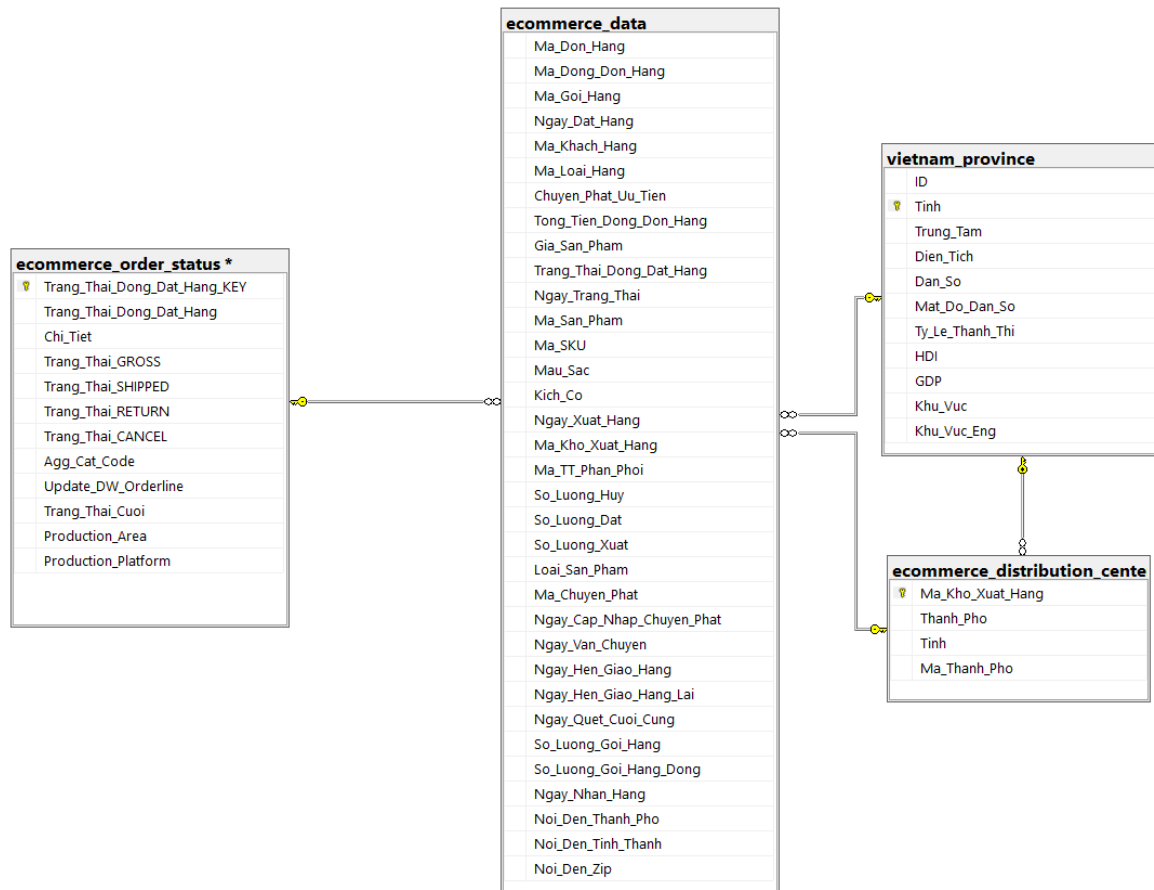 ecommerce_data
Ma_Don_Hang
Ma_Dong_Don_Hang
Ma_Goi_Hang
Ngay_Dat_Hang
Ma_Khach_Hang
Ma_Loai_Hang
Chuyen_Phat_Uu_Tien
Tong_Tien_Dong_Don_Hang
Gia_San_Pham
Trang_Thai_Dong_Dat_Hang
Ngay_Trang_Thai
Ma_San_Pham
Ma_SKU
Mau_Sac
Kich_Co
Ngay_Xuat_Hang
Ma_Kho_Xuat_Hang
Ma_TT_Phan_Phoi
So_Luong_Huy
So_Luong_Dat
So_Luong_Xuat
Loai_San_Pham
Ma_Chuyen_Phat
Ngay_Cap_Nhap_Chuyen_Phat
Ngay_Van_Chuyen
Ngay_Hen_Giao_Hang
Ngay_Hen_Giao_Hang_Lai
Ngay_Quet_Cuoi_Cung
So_Luong_Goi_Hang
So_Luong_Goi_Hang_Dong
Ngay_Nhan_Hang
Noi_Den_Thanh_Pho
Noi_Den_Tinh_Thanh
Noi_Den_Zip
ecommerce_order_status *
Trang_Thai_Dong_Dat_Hang_KEY
Trang_Thai_Dong_Dat_Hang
Chi_Tiet
Trang_Thai_GROSS
Trang_Thai_SHIPPED
Trang_Thai_RETURN
Trang_Thai_CANCEL
Agg_Cat_Code
Update_DW_Orderline
Trang_Thai_Cuoi
Production_Area
Production_Platform
vietnam_province
ID
Tinh
Trung_Tam
Dien_Tich
Dan_So
Mat_Do_Dan_So
Ty_Le_Thanh_Thi
HDI
GDP
Khu_Vuc
Khu_Vuc_Eng
ecommerce_distribution_cente
Ma_Kho_Xuat_Hang
Thanh_Pho
Tinh
Ma_Thanh_Pho